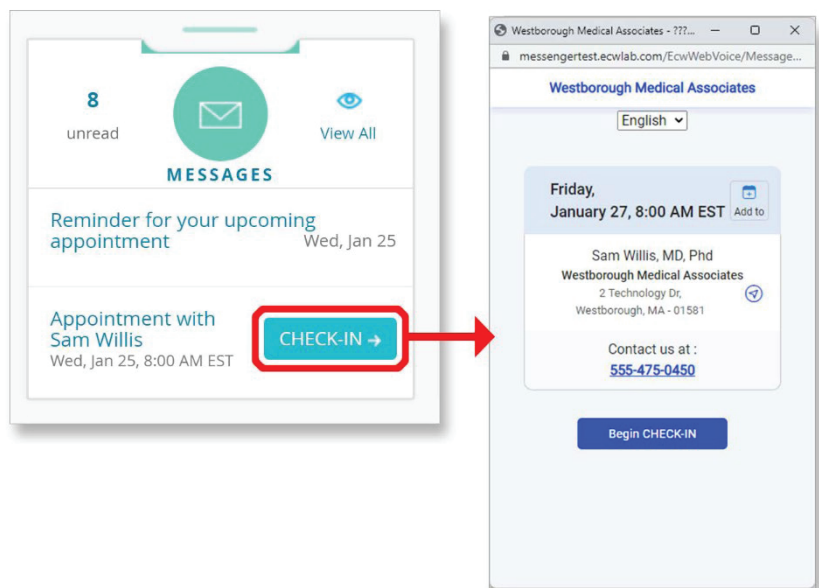 8
unread
View All
MESSAGES
Reminder for your upcoming
appointment
Wed, Jan 25
Appointment with
Sam Willis
Wed, Jan 25, 8:00 AM EST
CHECK-IN →
Westborough Medical Associates - ???...
messengertest.ecwlab.com/EcwWebVoice/Message...
Westborough Medical Associates
English
Friday,
January 27, 8:00 AM EST
Add to
Sam Willis, MD, Phd
Westborough Medical Associates
2 Technology Dr,
Westborough, MA - 01581
Contact us at :
555-475-0450
Begin CHECK-IN